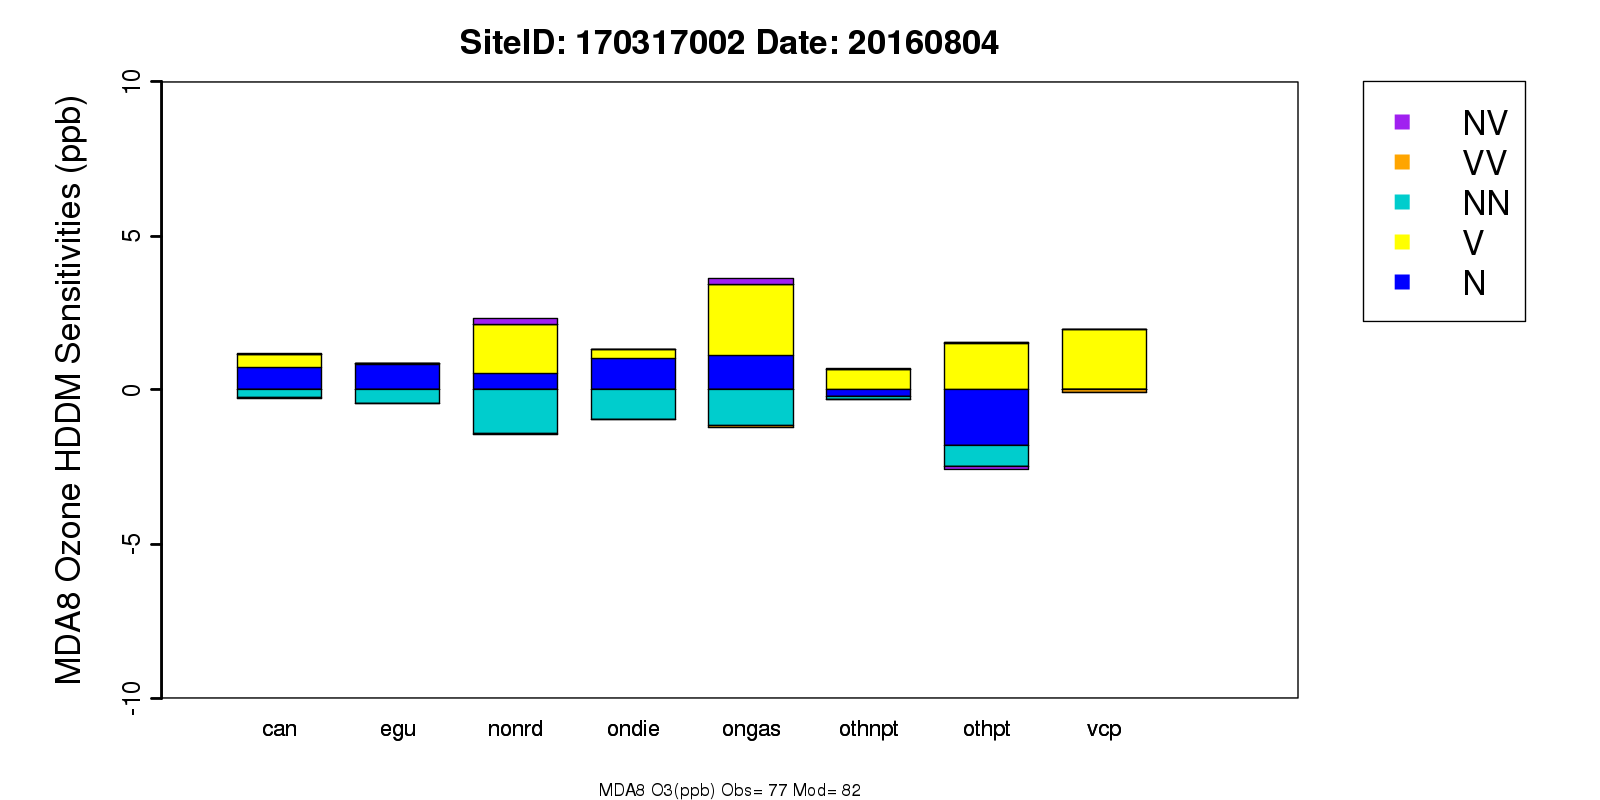 SiteID: 170317002 Date: 20160804
MDA8 Ozone HDDM Sensitivities (ppb)
10
5
0
-5
-10
can egu nonrd ondie ongas othnpt othpt vcp
MDA8 O3(ppb) Obs= 77 Mod= 82
NV
VV
NN
V
N